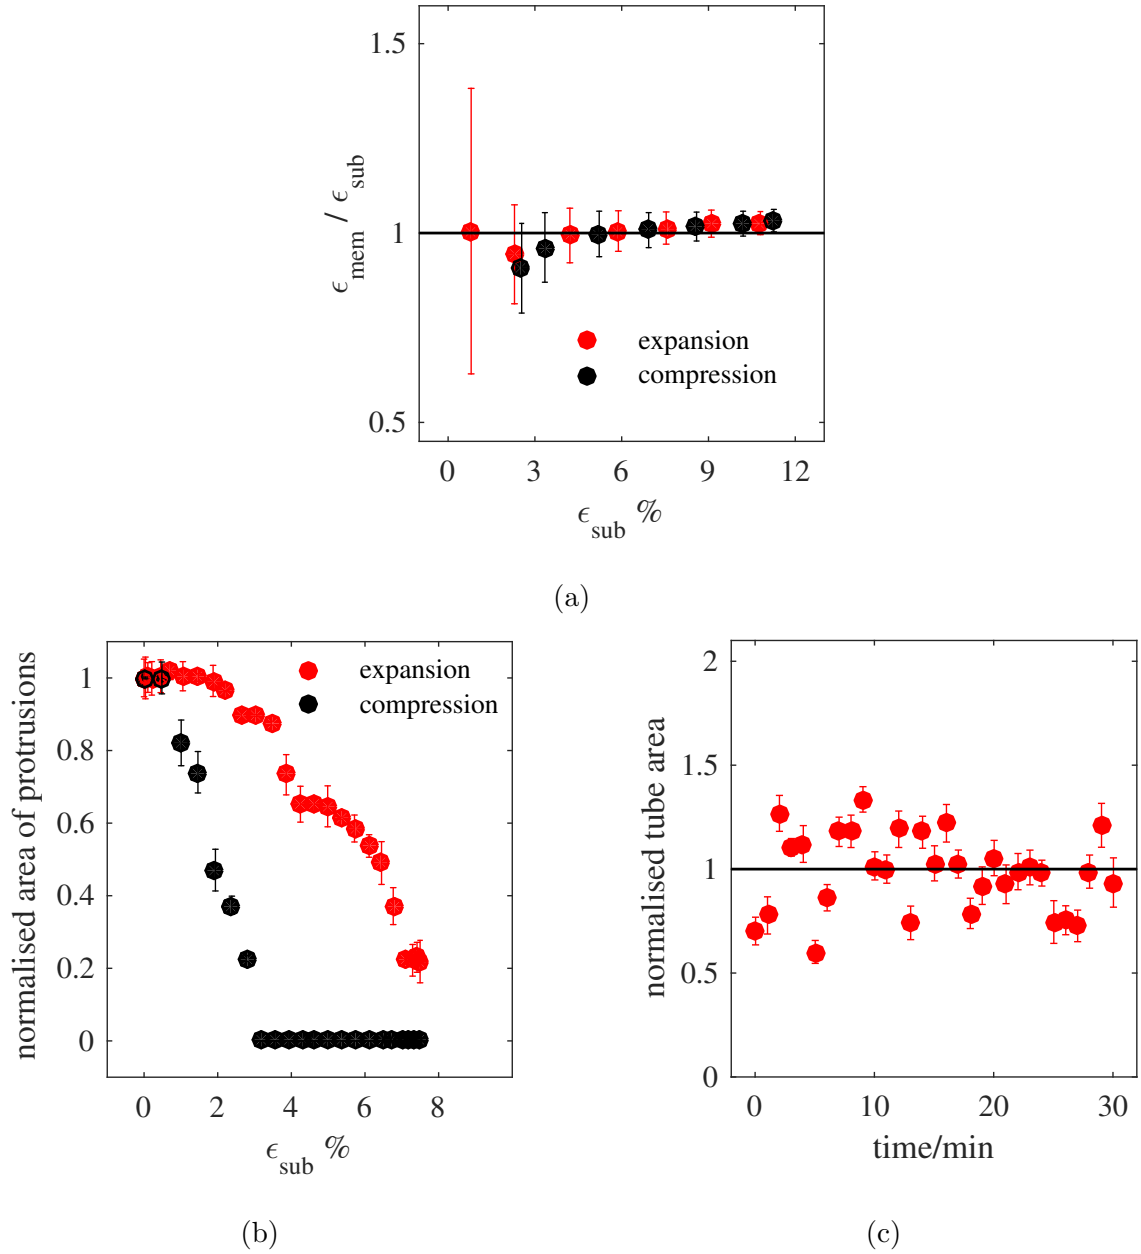 1.5
1
0.5
ϵmem / ϵsub
expansion
compression
0 3 6 9 12
ϵsub %
(a)
normalised area of protrusions
1
0.8
0.6
0.4
0.2
0
expansion
compression
0 2 4 6 8
ϵsub %
(b)
normalised tube area
2
1.5
1
0.5
0
0 10 20 30
time/min
(c)